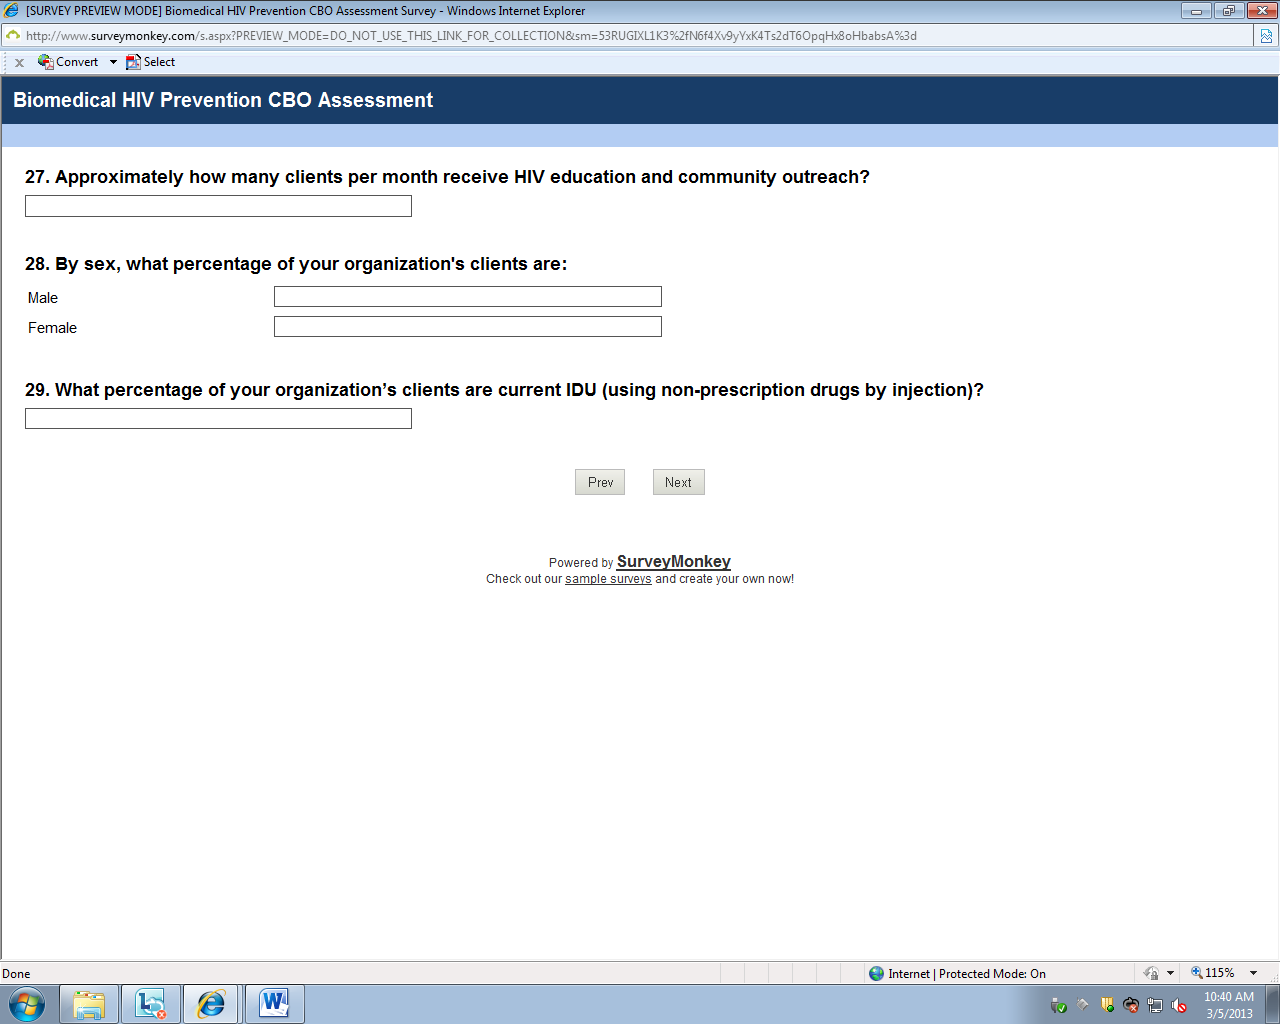 [SURVEY PREVIEW MODE] Biomedical HIV Prevention CBO Assessment Survey - Windows Internet Explorer
http://www.surveymonkey.com/s.aspx?PREVIEW_MODE=DO_NOT_USE_THIS_LINK_FOR_COLLECTION&sm=53RUGIXL1K3%2fN6f4Xv9yYxK4Ts2dT6OpqHx8oHbabsA%3d
x Convert Select
Biomedical HIV Prevention CBO Assessment
27. Approximately how many clients per month receive HIV education and community outreach?
28. By sex, what percentage of your organization's clients are:
Male
Female
29. What percentage of your organization’s clients are current IDU (using non-prescription drugs by injection)?
Prev Next
Powered by SurveyMonkey
Check out our sample surveys and create your own now!
Done Internet | Protected Mode: On 115%
10:40 AM
3/5/2013